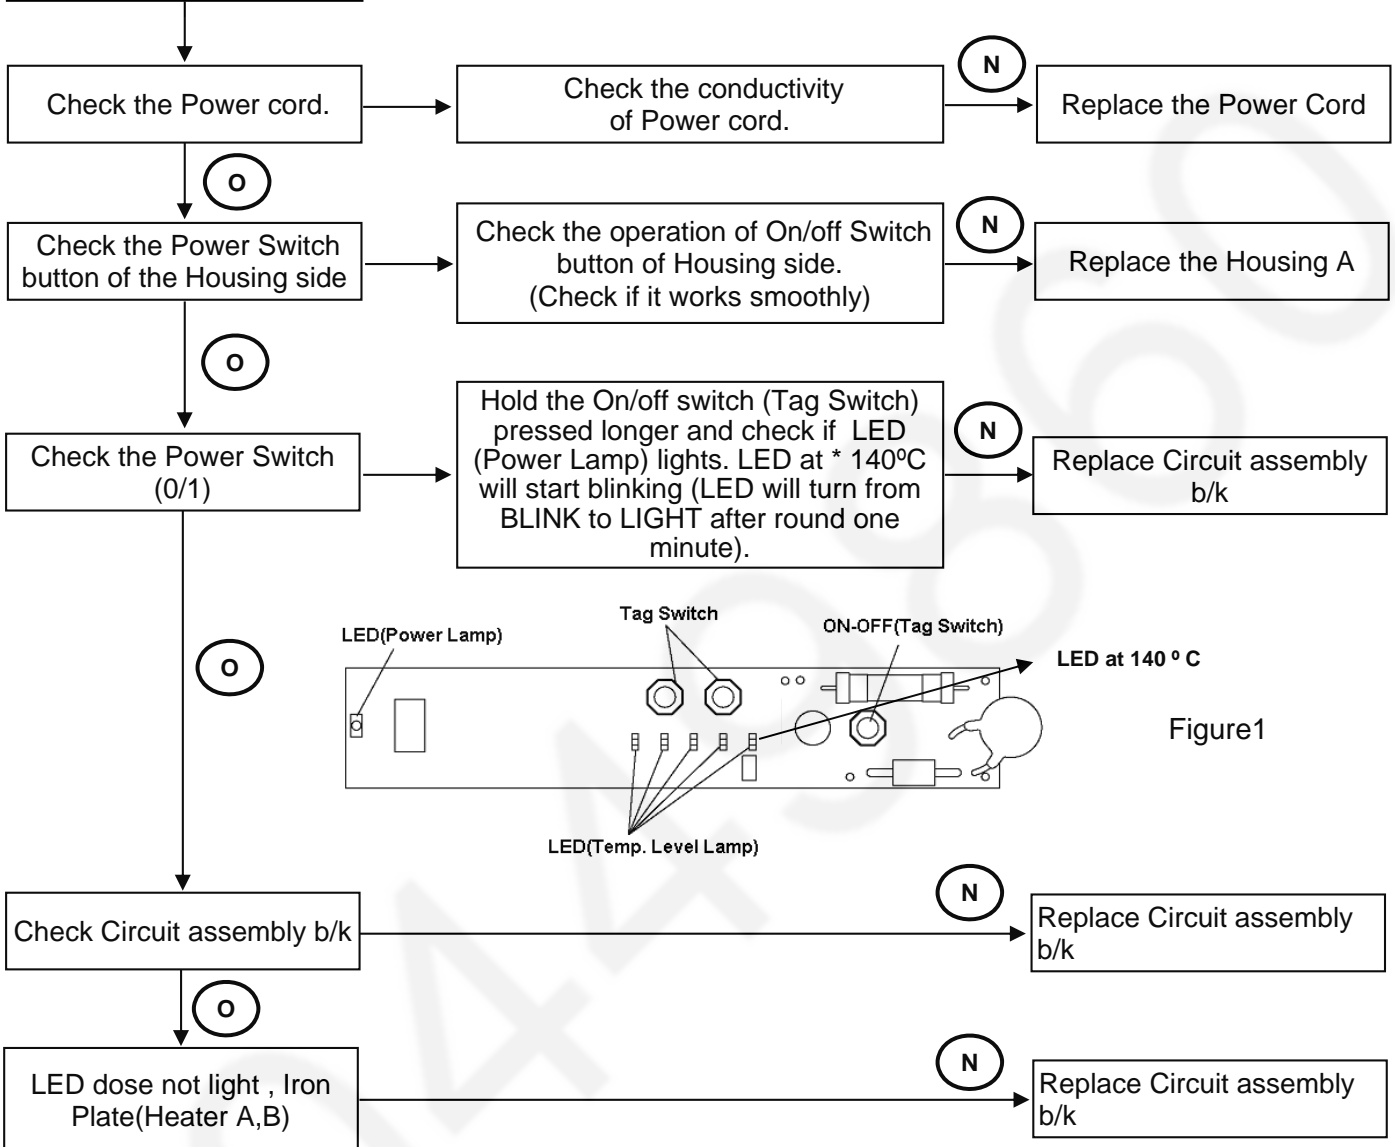 Check the Power cord.
Check the conductivity
of Power cord.
N
Replace the Power Cord
O
Check the Power Switch
button of the Housing side
Check the operation of On/off Switch
button of Housing side.
(Check if it works smoothly)
N
Replace the Housing A
O
Check the Power Switch
(0/1)
Hold the On/off switch (Tag Switch)
pressed longer and check if LED
(Power Lamp) lights. LED at * 140ºC
will start blinking (LED will turn from
BLINK to LIGHT after round one
minute).
N
Replace Circuit assembly
b/k
O
LED(Power Lamp)
Tag Switch
ON-OFF(Tag Switch)
LED at 140 º C
Figure1
LED(Temp. Level Lamp)
Check Circuit assembly b/k
N
Replace Circuit assembly
b/k
O
LED dose not light , Iron
Plate(Heater A,B)
N
Replace Circuit assembly
b/k